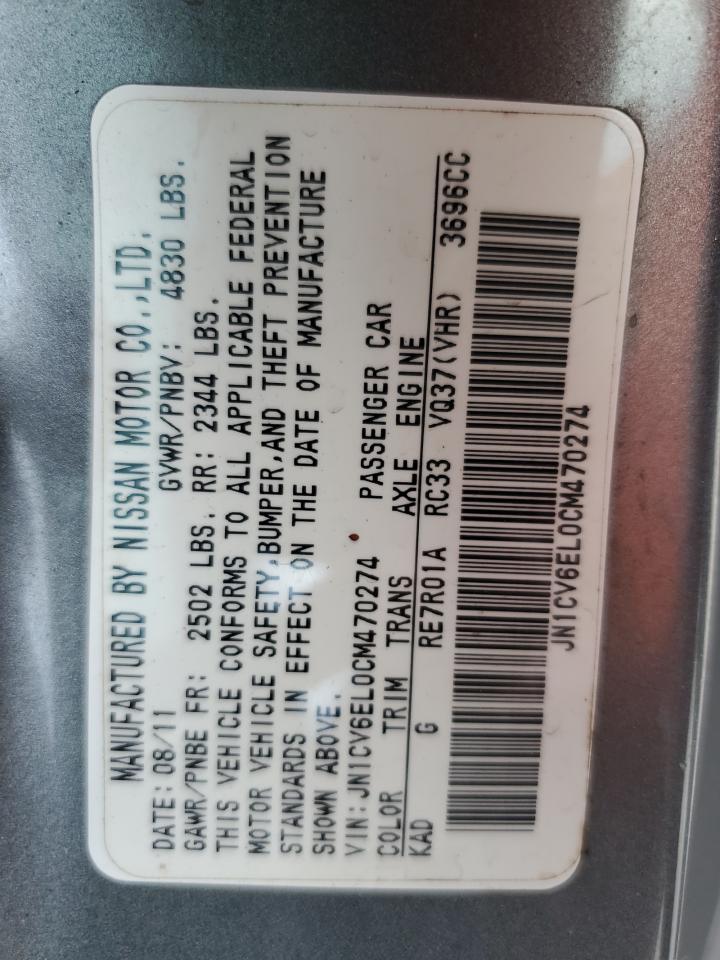 MANUFACTURED BY NISSAN MOTOR CO.,LTD.
DATE: 08/11 GVWR/PNBV: 4830 LBS.
GAWR/PNBE FR: 2502 LBS. RR: 2344 LBS.
THIS VEHICLE CONFORMS TO ALL APPLICABLE FEDERAL
MOTOR VEHICLE SAFETY,BUMPER,AND THEFT PREVENTION
STANDARDS IN EFFECT ON THE DATE OF MANUFACTURE
SHOWN ABOVE.
VIN: JN1CV6EL0CM470274 PASSENGER CAR
COLOR TRIM TRANS AXLE ENGINE
KAD G RE7R01A RC33 VQ37(VHR) 3696CC
JN1CV6EL0CM470274